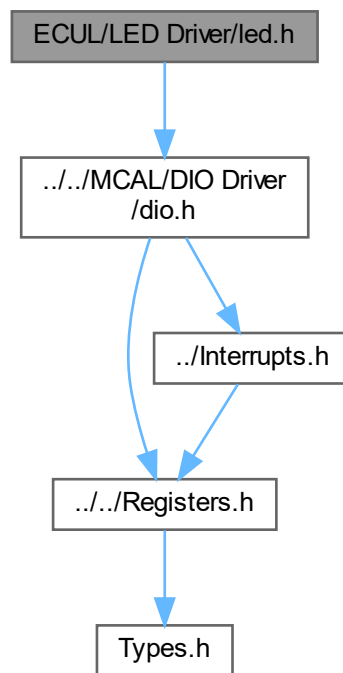 ECUL/LED Driver/led.h
../../MCAL/DIO Driver
/dio.h
../Interrupts.h
../../Registers.h
Types.h